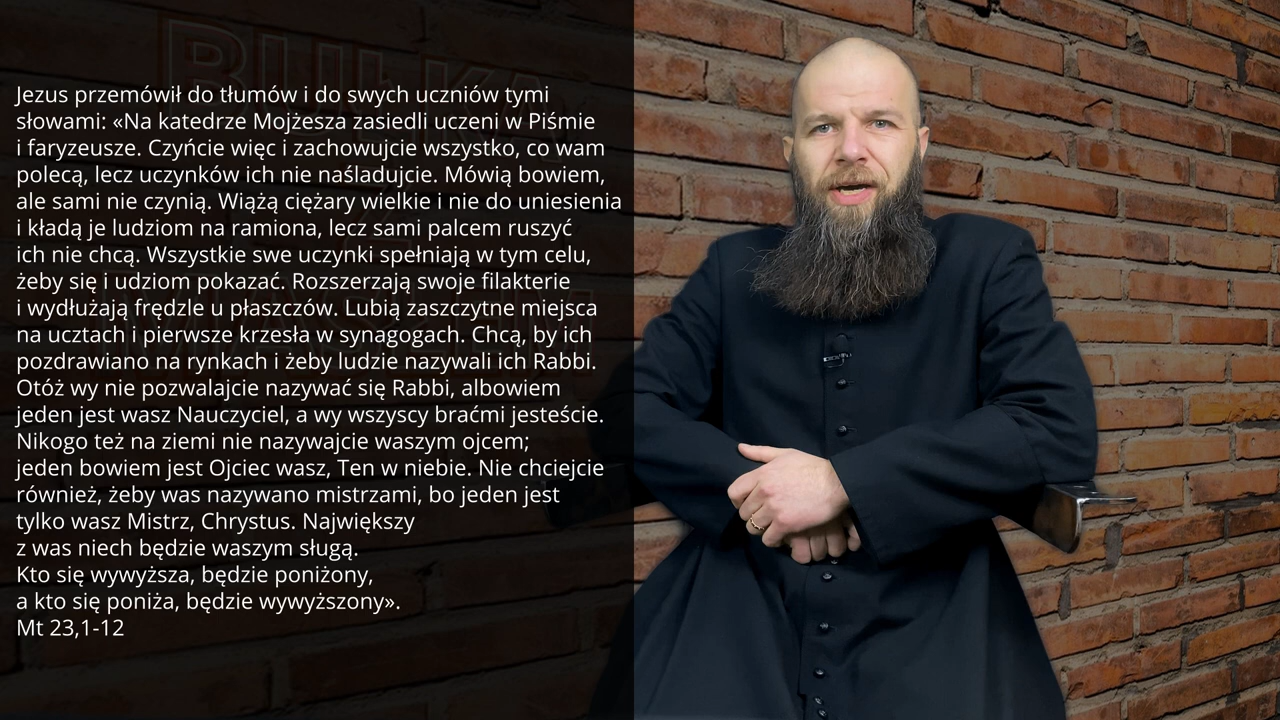 BUŁKA
Jezus przemówił do tłumów i do swych uczniów tymi
słowami: «Na katedrze Mojżesza zasiedli uczeni w Piśmie
i faryzeusze. Czyńcie więc i zachowujcie wszystko, co wam
polecą, lecz uczynków ich nie naśladujcie. Mówią bowiem,
ale sami nie czynią. Wiążą ciężary wielkie i nie do uniesienia
i kładą je ludziom na ramiona, lecz sami palcem ruszyć
ich nie chcą. Wszystkie swe uczynki spełniają w tym celu,
żeby się i udziom pokazać. Rozszerzają swoje filakterie
i wydłużają frędzle u płaszczów. Lubią zaszczytne miejsca
na ucztach i pierwsze krzesła w synagogach. Chcą, by ich
pozdrawiano na rynkach i żeby ludzie nazywali ich Rabbi.
Otóż wy nie pozwalajcie nazywać się Rabbi, albowiem
jeden jest wasz Nauczyciel, a wy wszyscy braćmi jesteście.
Nikogo też na ziemi nie nazywajcie waszym ojcem;
jeden bowiem jest Ojciec wasz, Ten w niebie. Nie chciejcie
również, żeby was nazywano mistrzami, bo jeden jest
tylko wasz Mistrz, Chrystus. Największy
z was niech będzie waszym sługą.
Kto się wywyższa, będzie poniżony,
a kto się poniża, będzie wywyższony».
Mt 23,1-12